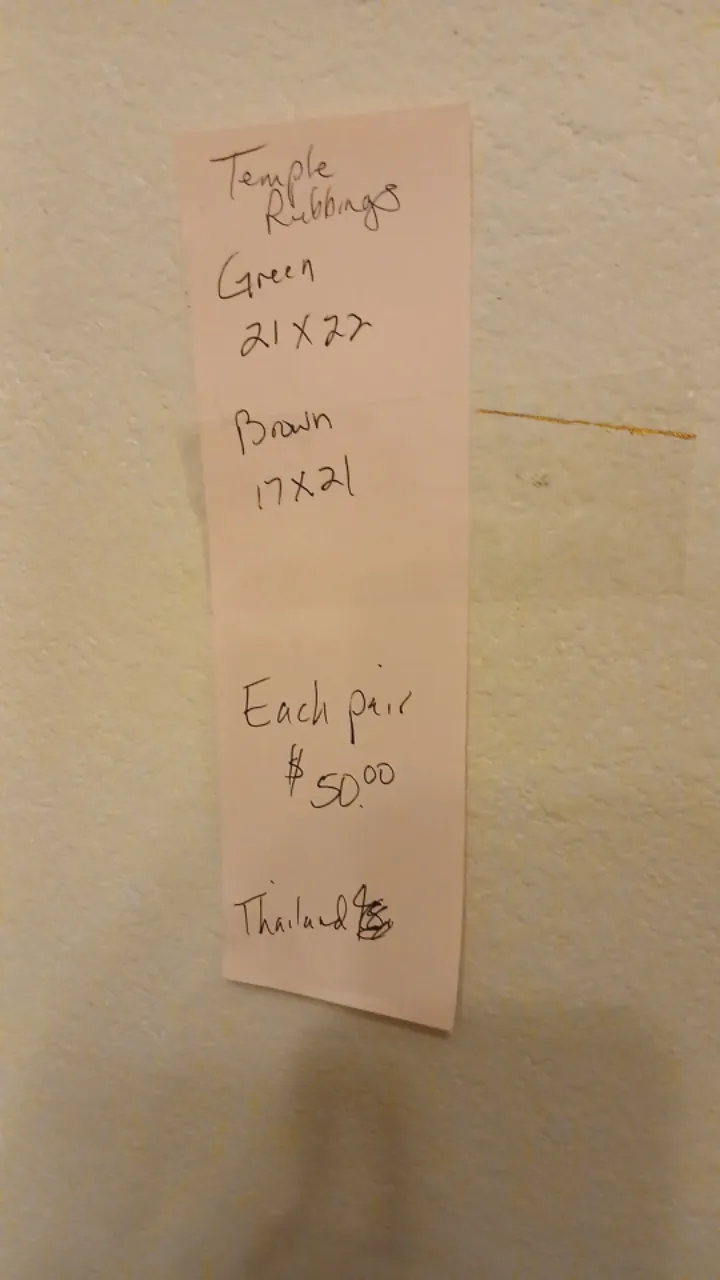 Temple
Rubbings
Green
21 X 22
Brown
17 X 21
Each pair
$ 50.00
Thailand